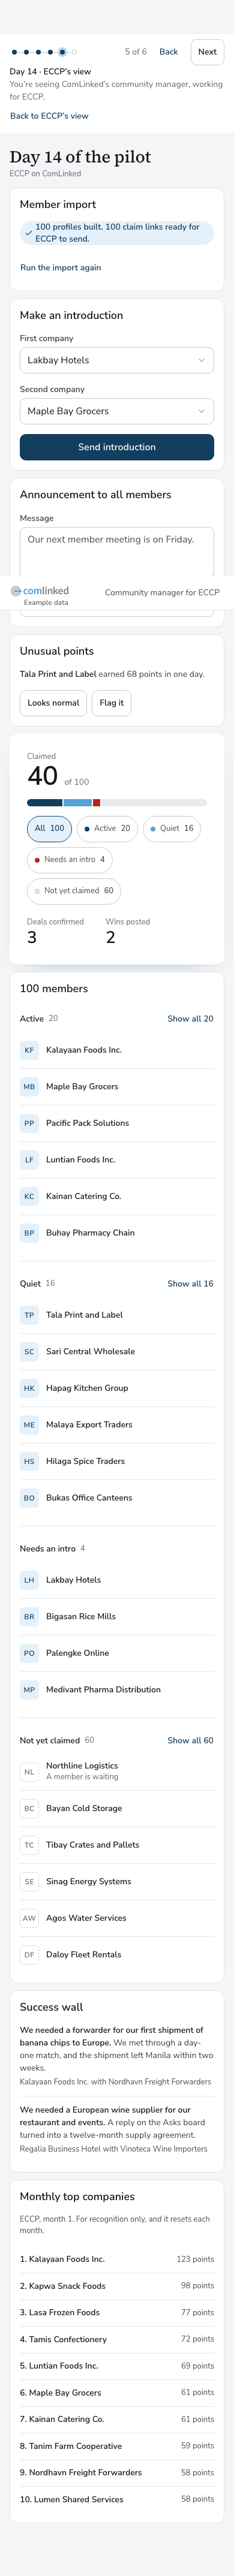 5 of 6
Back
Next
Day 14 · ECCP's view
You're seeing ComLinked's community manager, working
for ECCP.
Back to ECCP's view
Day 14 of the pilot
ECCP on ComLinked
Member import
100 profiles built. 100 claim links ready for
ECCP to send.
Run the import again
Make an introduction
First company
Lakbay Hotels
Second company
Maple Bay Grocers
Send introduction
Announcement to all members
Message
Our next member meeting is on Friday.
comlinked
Example data
Community manager for ECCP
Unusual points
Tala Print and Label earned 68 points in one day.
Looks normal
Flag it
Claimed
40 of 100
All 100
Active 20
Quiet 16
Needs an intro 4
Not yet claimed 60
Deals confirmed
3
Wins posted
2
100 members
Active 20
Show all 20
KF Kalayaan Foods Inc.
MB Maple Bay Grocers
PP Pacific Pack Solutions
LF Luntian Foods Inc.
KC Kainan Catering Co.
BP Buhay Pharmacy Chain
Quiet 16
Show all 16
TP Tala Print and Label
SC Sari Central Wholesale
HK Hapag Kitchen Group
ME Malaya Export Traders
HS Hilaga Spice Traders
BO Bukas Office Canteens
Needs an intro 4
LH Lakbay Hotels
BR Bigasan Rice Mills
PO Palengke Online
MP Medivant Pharma Distribution
Not yet claimed 60
Show all 60
NL Northline Logistics
A member is waiting
BC Bayan Cold Storage
TC Tibay Crates and Pallets
SE Sinag Energy Systems
AW Agos Water Services
DF Daloy Fleet Rentals
Success wall
We needed a forwarder for our first shipment of
banana chips to Europe. We met through a day-
one match, and the shipment left Manila within two
weeks.
Kalayaan Foods Inc. with Nordhavn Freight Forwarders
We needed a European wine supplier for our
restaurant and events. A reply on the Asks board
turned into a twelve-month supply agreement.
Regalia Business Hotel with Vinoteca Wine Importers
Monthly top companies
ECCP, month 1. For recognition only, and it resets each
month.
1. Kalayaan Foods Inc. 123 points
2. Kapwa Snack Foods 98 points
3. Lasa Frozen Foods 77 points
4. Tamis Confectionery 72 points
5. Luntian Foods Inc. 69 points
6. Maple Bay Grocers 61 points
7. Kainan Catering Co. 61 points
8. Tanim Farm Cooperative 59 points
9. Nordhavn Freight Forwarders 58 points
10. Lumen Shared Services 58 points